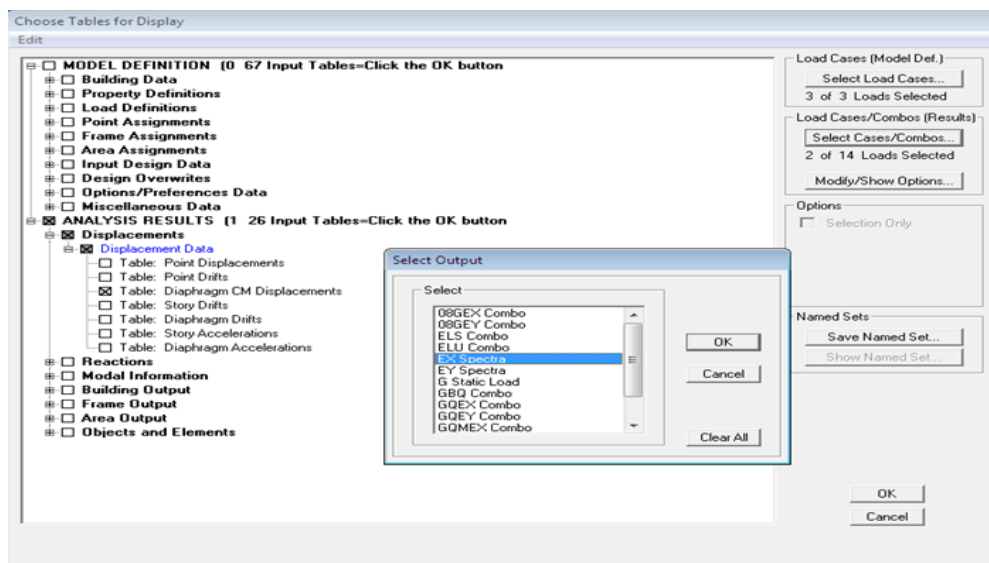 Choose Tables for Display
Edit
MODEL DEFINITION (0 67 Input Tables=Click the OK button
Building Data
Property Definitions
Load Definitions
Point Assignments
Frame Assignments
Area Assignments
Input Design Data
Design Overwrites
Options/Preferences Data
Miscellaneous Data
ANALYSIS RESULTS (1 26 Input Tables=Click the OK button
Displacements
Displacement Data
Table: Point Displacements
Table: Point Drifts
Table: Diaphragm CM Displacements
Table: Story Drifts
Table: Diaphragm Drifts
Table: Story Accelerations
Table: Diaphragm Accelerations
Reactions
Modal Information
Building Output
Frame Output
Area Output
Objects and Elements
Select Output
Select
08GEX Combo
08GEY Combo
ELS Combo
ELU Combo
EX Spectra
EY Spectra
G Static Load
GBQ Combo
GQEX Combo
GQEY Combo
GQMEX Combo
OK
Cancel
Clear All
Load Cases (Model Def.)
Select Load Cases...
3 of 3 Loads Selected
Load Cases/Combos (Results)
Select Cases/Combos...
2 of 14 Loads Selected
Modify/Show Options...
Options
Selection Only
Named Sets
Save Named Set...
Show Named Set...
OK
Cancel